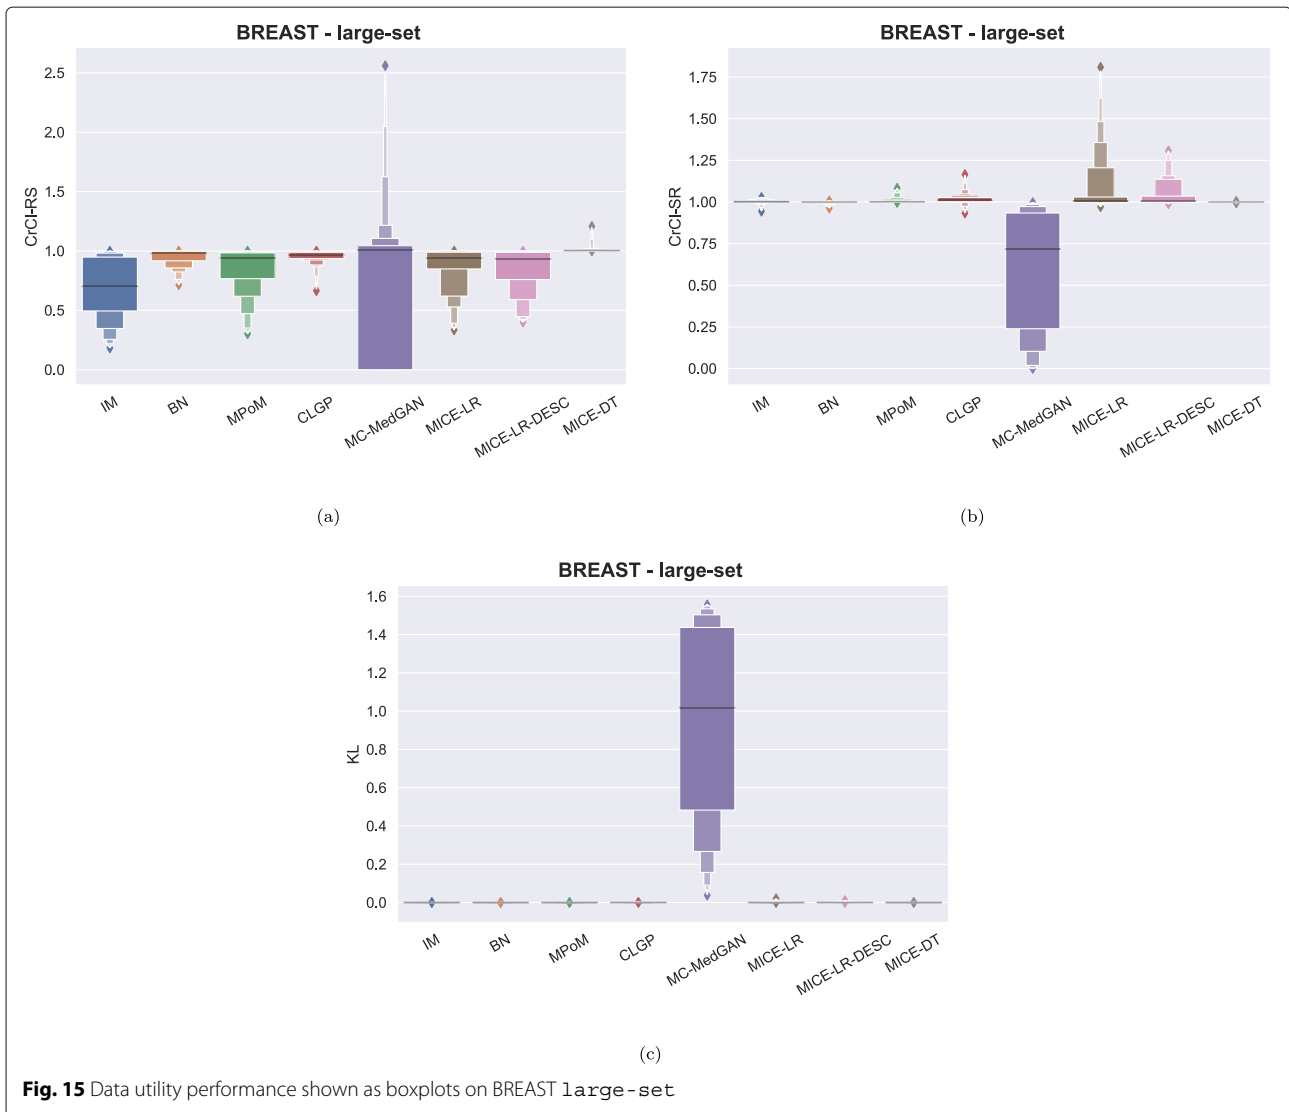 BREAST - large-set
CrCI-RS
2.5
2.0
1.5
1.0
0.5
0.0
IM BN MPoM CLGP MC-MedGAN MICE-LR MICE-LR-DESC MICE-DT
(a)
BREAST - large-set
CrCI-SR
1.75
1.50
1.25
1.00
0.75
0.50
0.25
0.00
IM BN MPoM CLGP MC-MedGAN MICE-LR MICE-LR-DESC MICE-DT
(b)
BREAST - large-set
KL
1.6
1.4
1.2
1.0
0.8
0.6
0.4
0.2
0.0
IM BN MPoM CLGP MC-MedGAN MICE-LR MICE-LR-DESC MICE-DT
(c)
Fig. 15 Data utility performance shown as boxplots on BREAST large-set